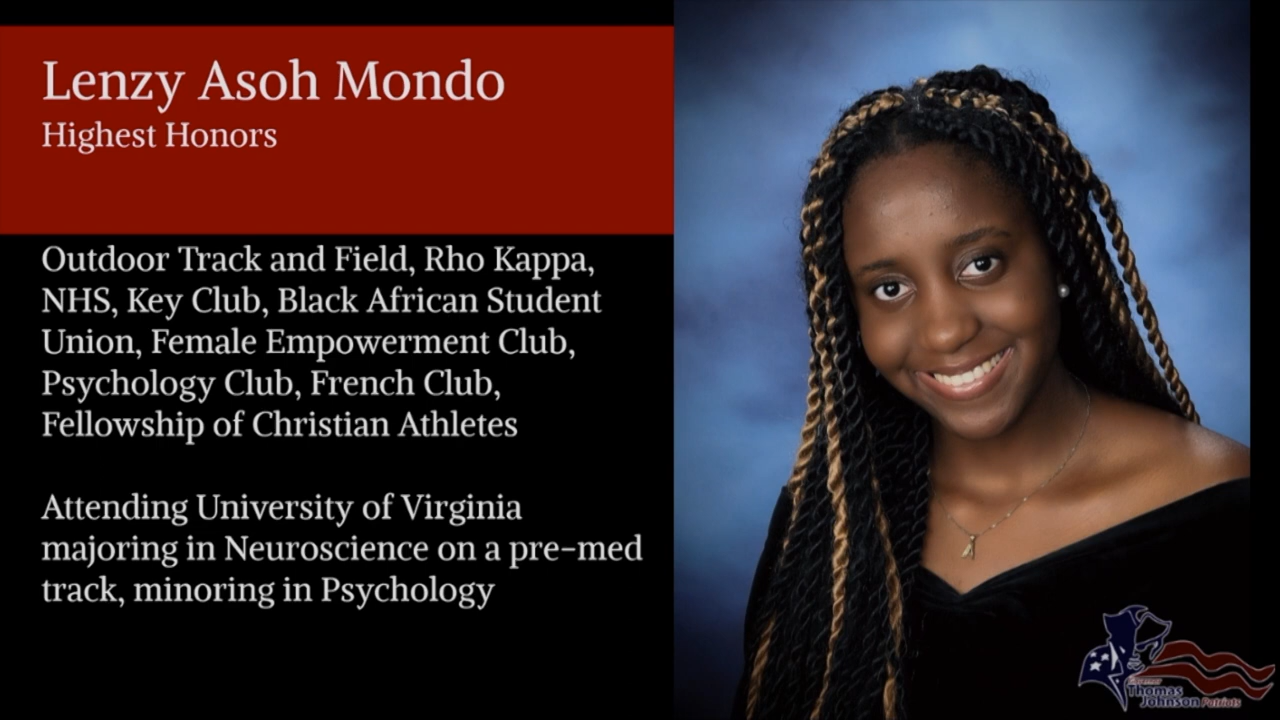 Lenzy Asoh Mondo
Highest Honors
Outdoor Track and Field, Rho Kappa,
NHS, Key Club, Black African Student
Union, Female Empowerment Club,
Psychology Club, French Club,
Fellowship of Christian Athletes
Attending University of Virginia
majoring in Neuroscience on a pre-med
track, minoring in Psychology
Governor
Thomas
Johnson Patriots